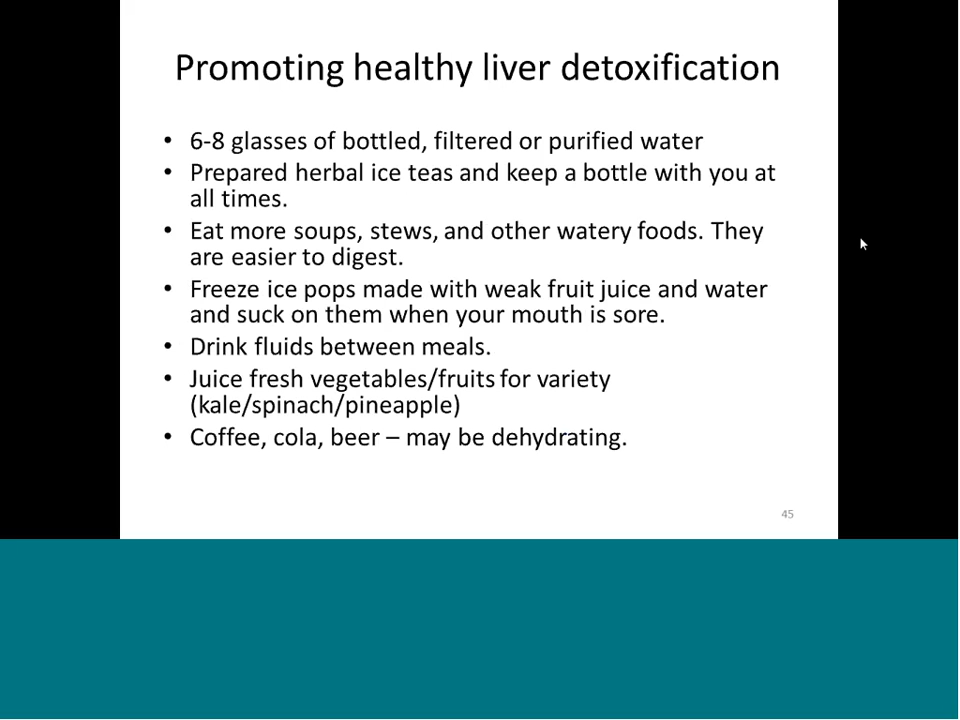 Promoting healthy liver detoxification
• 6-8 glasses of bottled, filtered or purified water
• Prepared herbal ice teas and keep a bottle with you at
all times.
• Eat more soups, stews, and other watery foods. They
are easier to digest.
• Freeze ice pops made with weak fruit juice and water
and suck on them when your mouth is sore.
• Drink fluids between meals.
• Juice fresh vegetables/fruits for variety
(kale/spinach/pineapple)
• Coffee, cola, beer – may be dehydrating.
45